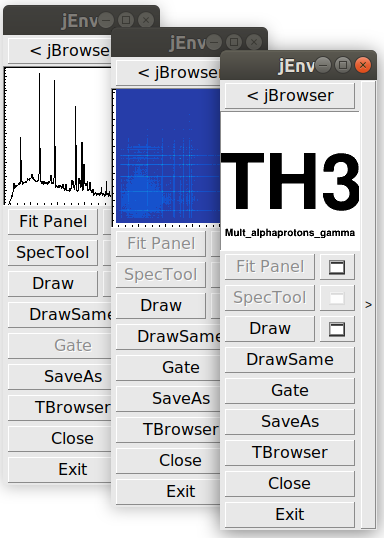 jEnv
< jBrowser
Fit Panel
SpecTool
Draw
DrawSame
Gate
SaveAs
TBrowser
Close
Exit
jEnv
< jBrowser
Fit Panel
SpecTool
Draw
DrawSame
Gate
SaveAs
TBrowser
Close
Exit
jEnv
< jBrowser
TH3
Mult_alphaprotons_gamma
Fit Panel
SpecTool
Draw
>
DrawSame
Gate
SaveAs
TBrowser
Close
Exit